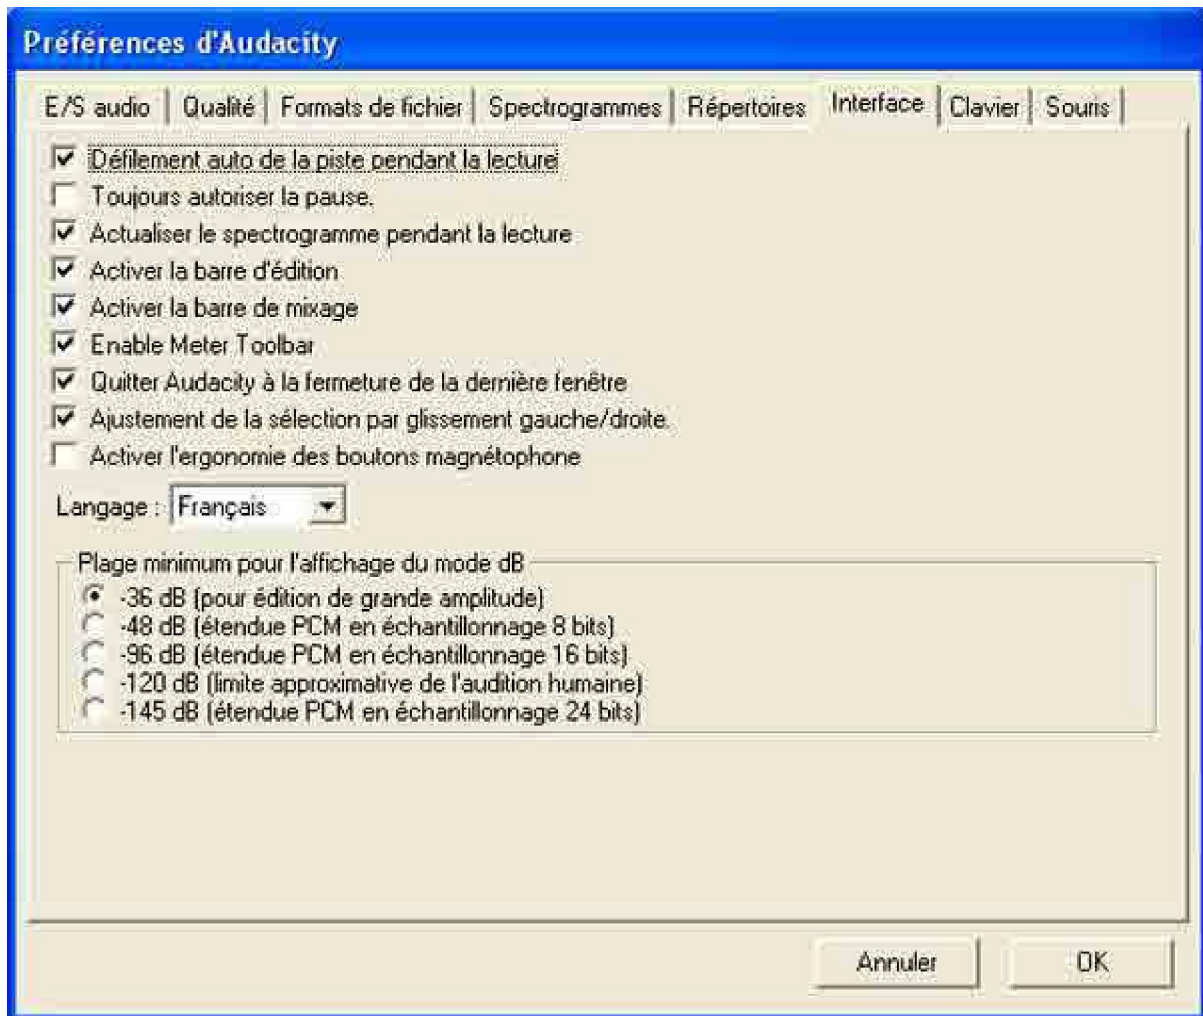 Préférences d'Audacity
E/S audio Qualité Formats de fichier Spectrogrammes Répertoires Interface Clavier Souris
Défilement auto de la piste pendant la lecture
Toujours autoriser la pause.
Actualiser le spectrogramme pendant la lecture
Activer la barre d'édition
Activer la barre de mixage
Enable Meter Toolbar
Quitter Audacity à la fermeture de la dernière fenêtre
Ajustement de la sélection par glissement gauche/droite.
Activer l'ergonomie des boutons magnétophone
Langage : Français
Plage minimum pour l'affichage du mode dB
-36 dB (pour édition de grande amplitude)
-48 dB (étendue PCM en échantillonnage 8 bits)
-96 dB (étendue PCM en échantillonnage 16 bits)
-120 dB (limite approximative de l'audition humaine)
-145 dB (étendue PCM en échantillonnage 24 bits)
Annuler OK